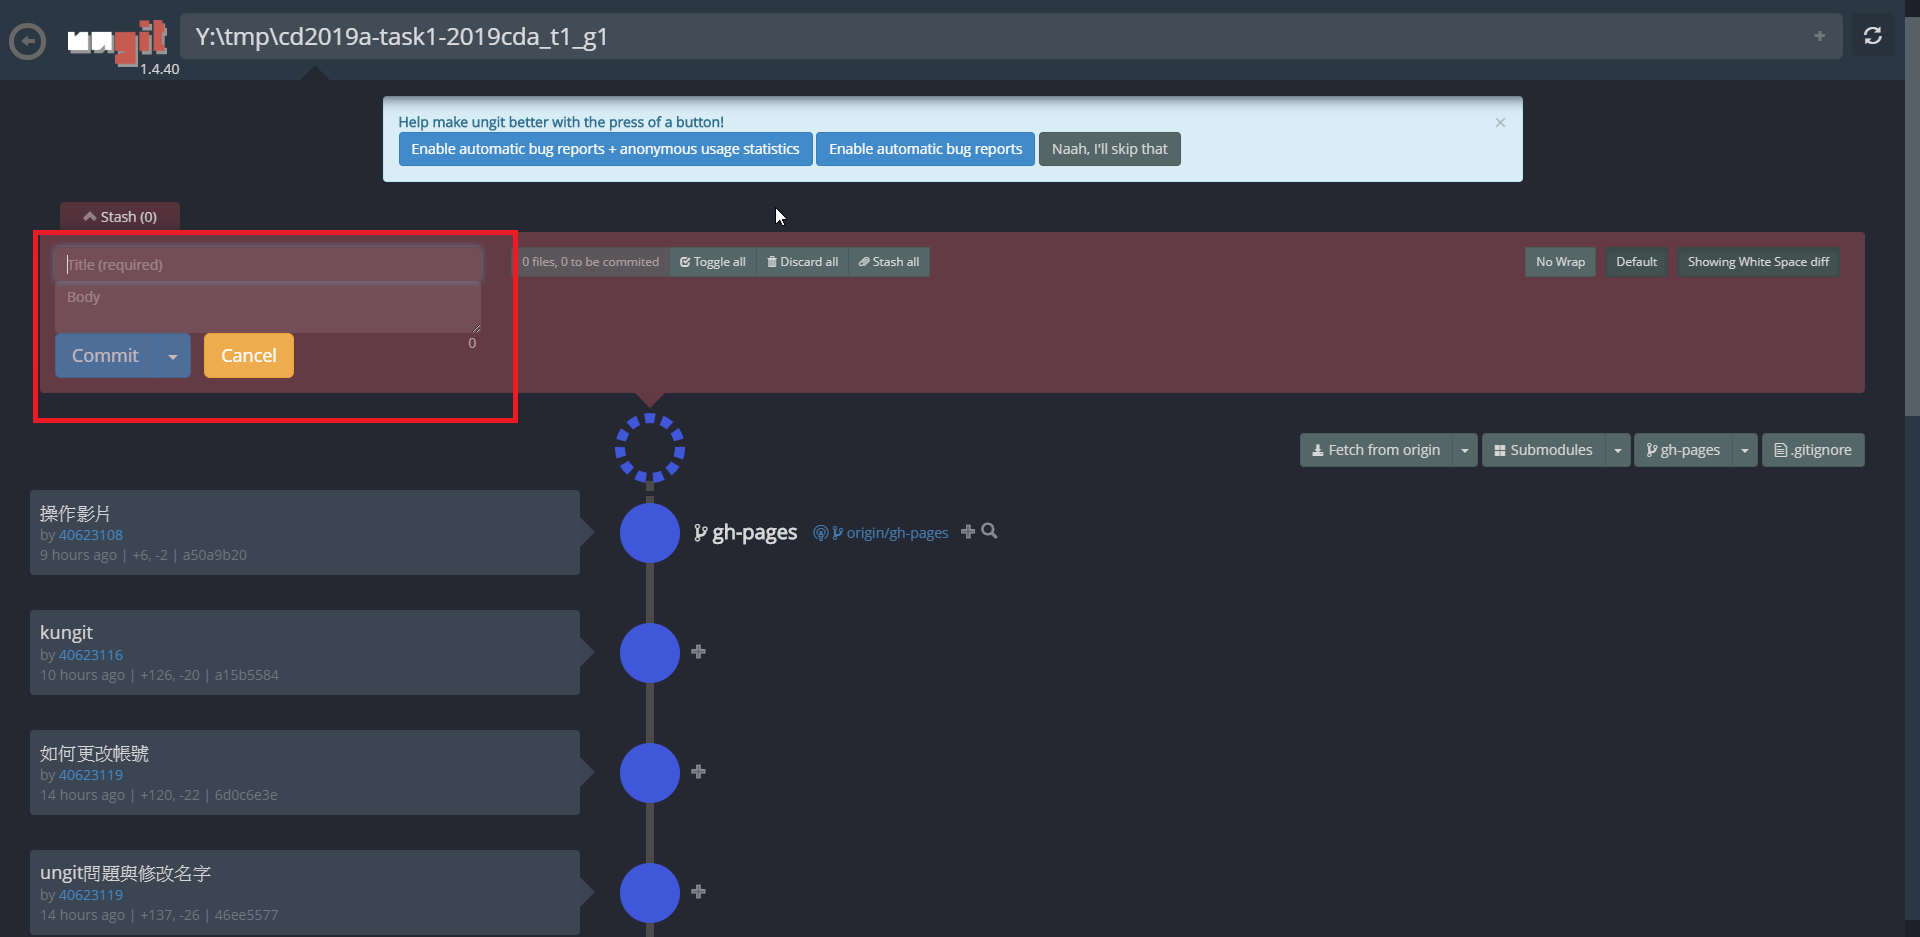 ungit
1.4.40
Y:\tmp\cd2019a-task1-2019cda_t1_g1
Help make ungit better with the press of a button!
×
Enable automatic bug reports + anonymous usage statistics
Enable automatic bug reports
Naah, I'll skip that
Stash (0)
Title (required)
0 files, 0 to be commited
Toggle all
Discard all
Stash all
No Wrap
Default
Showing White Space diff
Body
0
Commit
Cancel
Fetch from origin
Submodules
gh-pages
.gitignore
操作影片
by 40623108
9 hours ago | +6, -2 | a50a9b20
gh-pages
origin/gh-pages
kungit
by 40623116
10 hours ago | +126, -20 | a15b5584
如何更改帳號
by 40623119
14 hours ago | +120, -22 | 6d0c6e3e
ungit問題與修改名字
by 40623119
14 hours ago | +137, -26 | 46ee5577